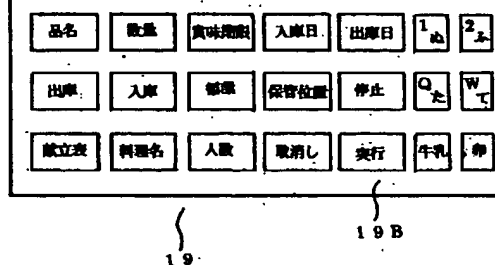 品名 数量 賞味期限 入庫日 出庫日 1ぬ 2ふ
出庫 入庫 保管位置 停止 Qた Wて
献立表 料理名 人数 取消し 実行 牛乳 卵
19B
19